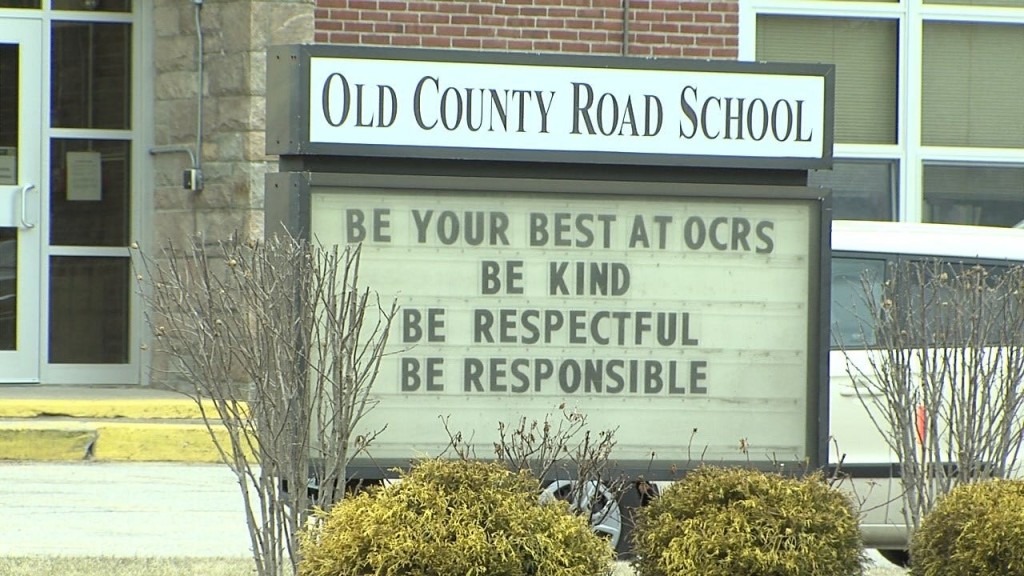 OLD COUNTY ROAD SCHOOL
BE YOUR BEST AT OCRS
BE KIND
BE RESPECTFUL
BE RESPONSIBLE